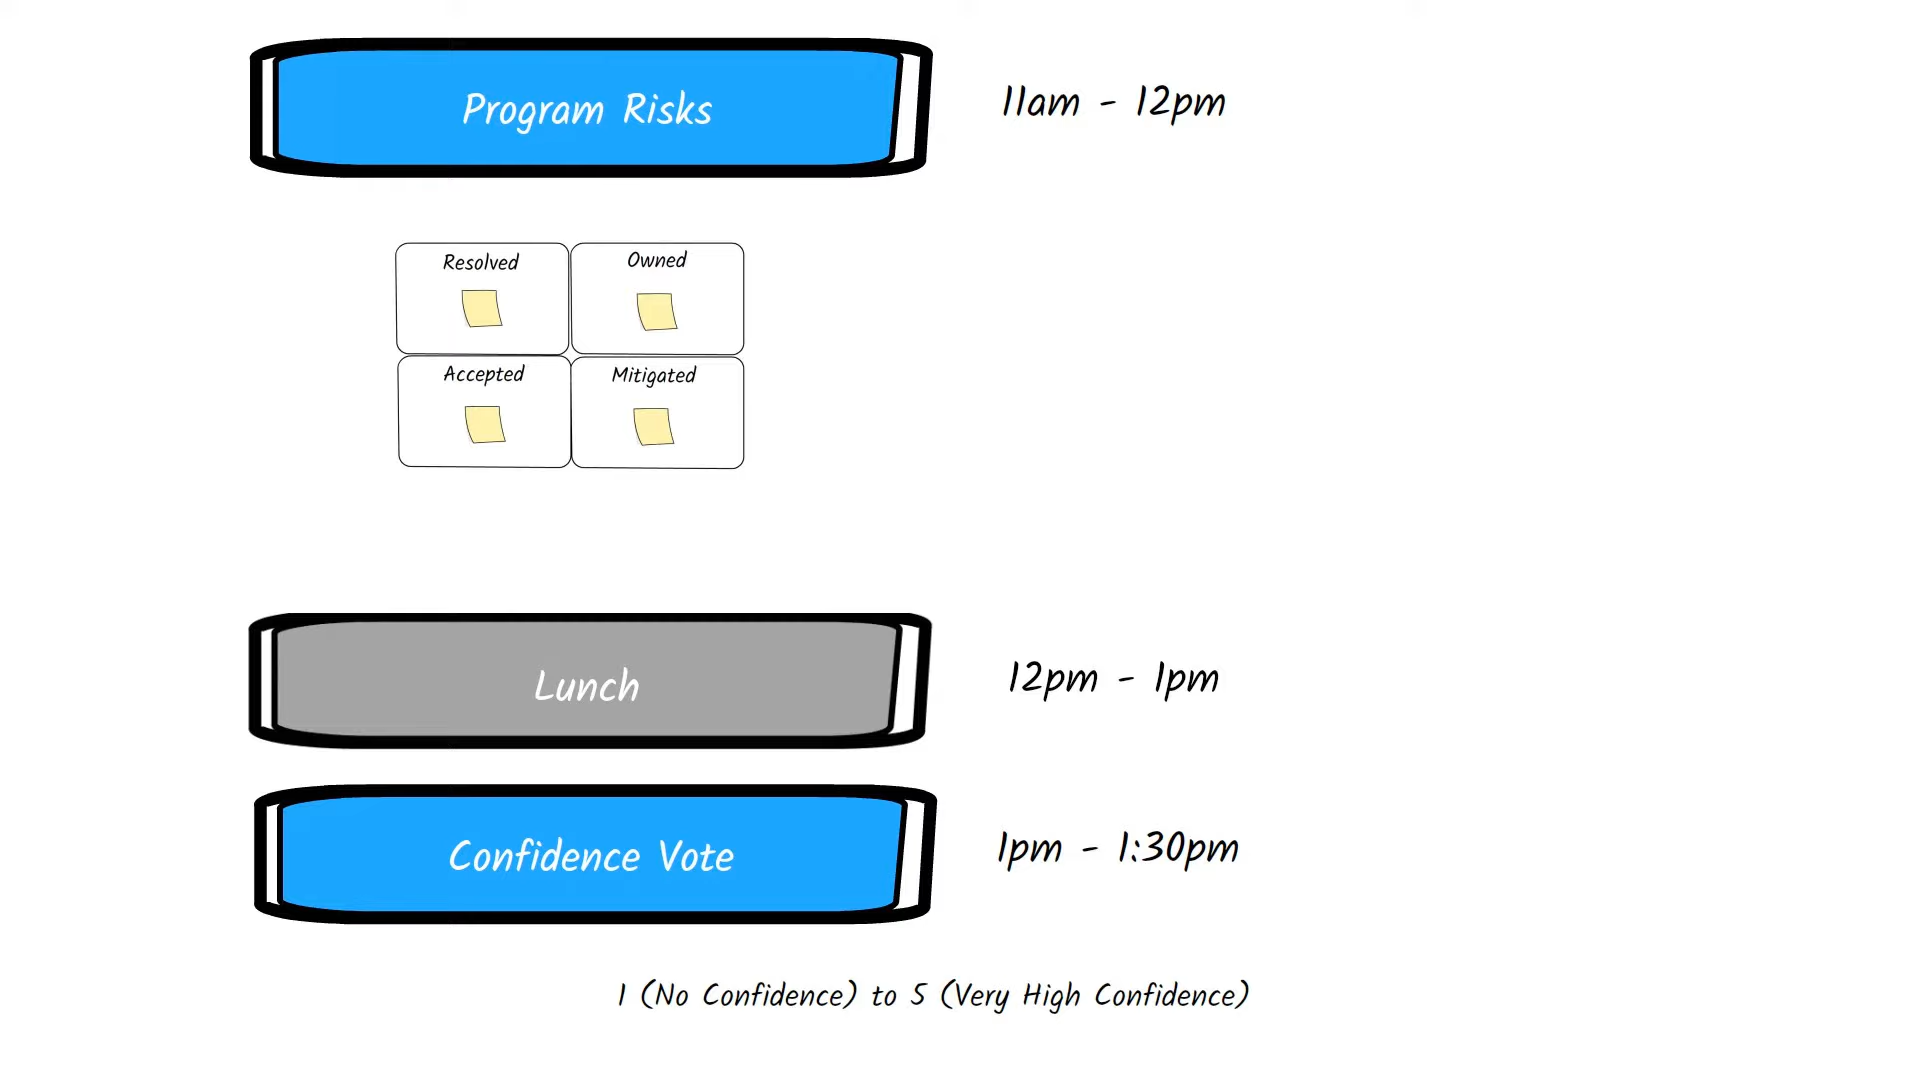 Program Risks
11am - 12pm
Resolved
Owned
Accepted
Mitigated
Lunch
12pm - 1pm
Confidence Vote
1pm - 1:30pm
1 (No Confidence) to 5 (Very High Confidence)